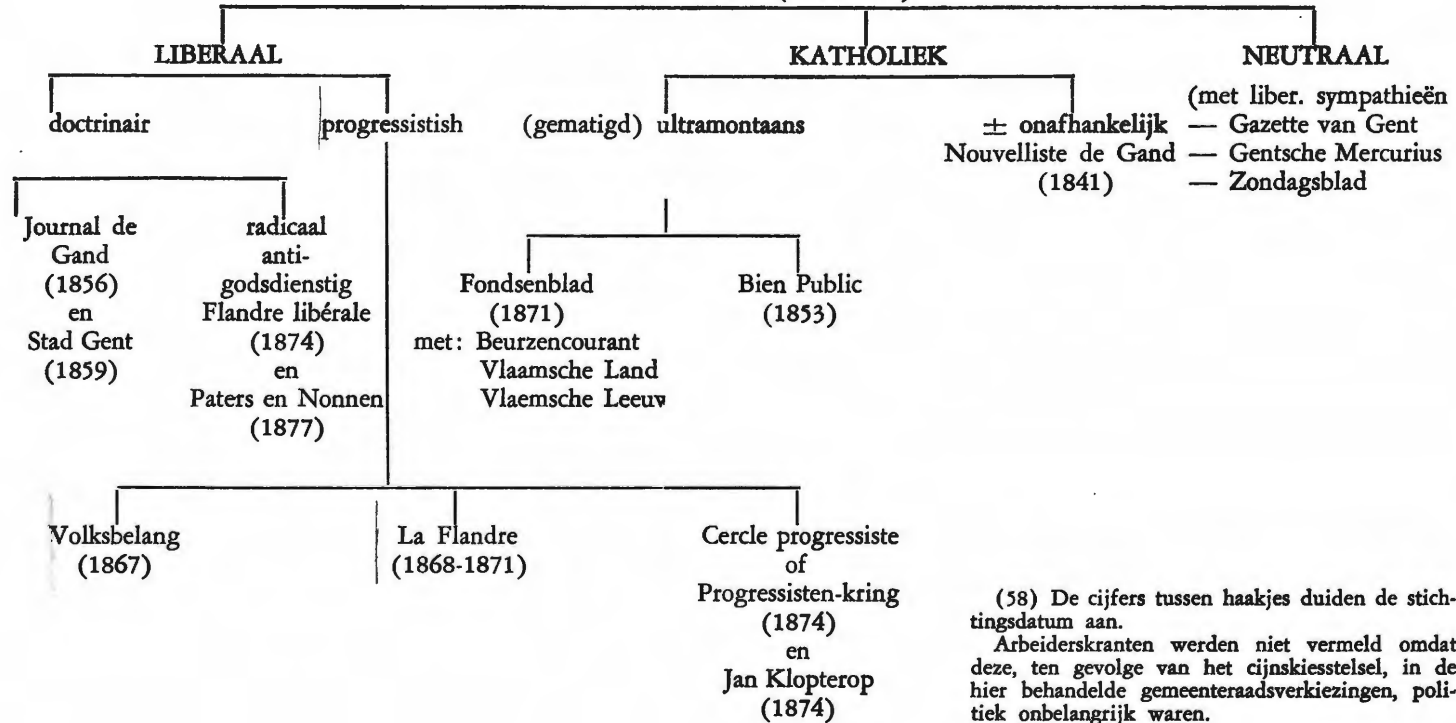 LIBERAAL
KATHOLIEK
NEUTRAAL
doctrinair
progressistish
(gematigd) ultramontaans
± onafhankelijk
Nouvelliste de Gand
(1841)
(met liber. sympathieën
— Gazette van Gent
— Gentsche Mercurius
— Zondagsblad
Journal de
Gand
(1856)
en
Stad Gent
(1859)
radicaal
anti-
godsdienstig
Flandre libérale
(1874)
en
Paters en Nonnen
(1877)
Fondsenblad
(1871)
met: Beurzencourant
Vlaamsche Land
Vlaemsche Leeuw
Bien Public
(1853)
Volksbelang
(1867)
La Flandre
(1868-1871)
Cercle progressiste
of
Progressisten-kring
(1874)
en
Jan Klopterop
(1874)
(58) De cijfers tussen haakjes duiden de stich-
tingsdatum aan.
Arbeiderskranten werden niet vermeld omdat
deze, ten gevolge van het cijnskiesstelsel, in de
hier behandelde gemeenteraadsverkiezingen, poli-
tiek onbelangrijk waren.